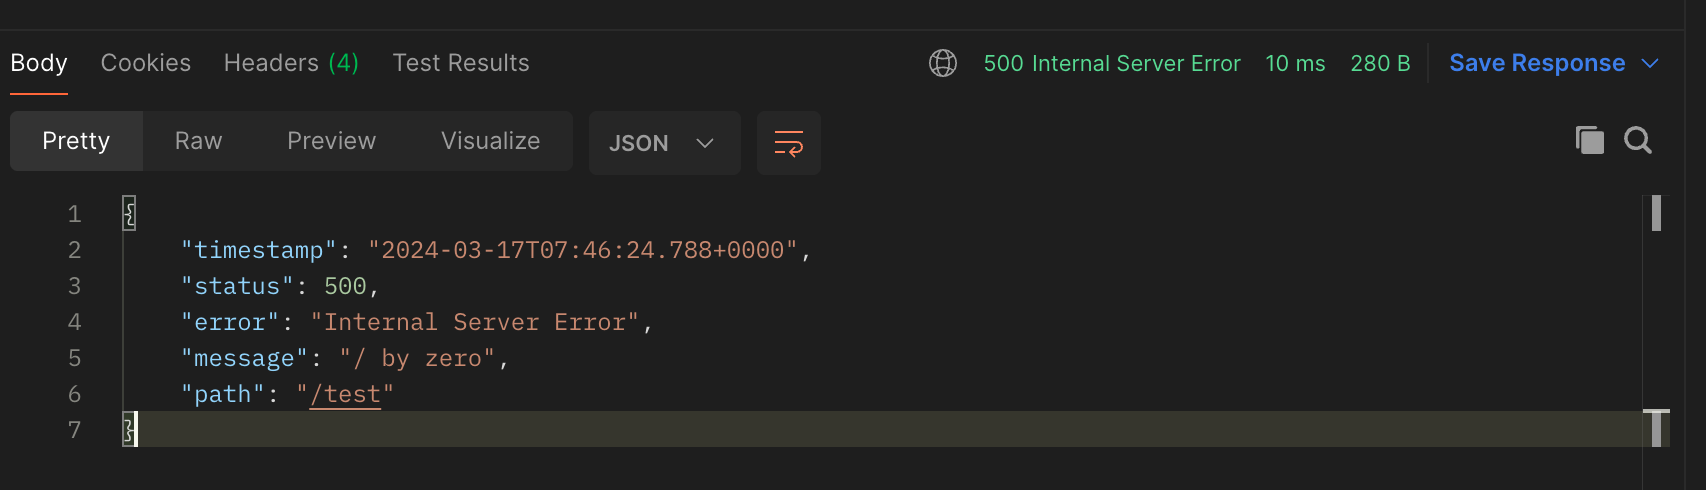 Body Cookies Headers (4) Test Results 500 Internal Server Error 10 ms 280 B Save Response
Pretty Raw Preview Visualize JSON
1 {
2 "timestamp": "2024-03-17T07:46:24.788+0000",
3 "status": 500,
4 "error": "Internal Server Error",
5 "message": "/ by zero",
6 "path": "/test"
7 }